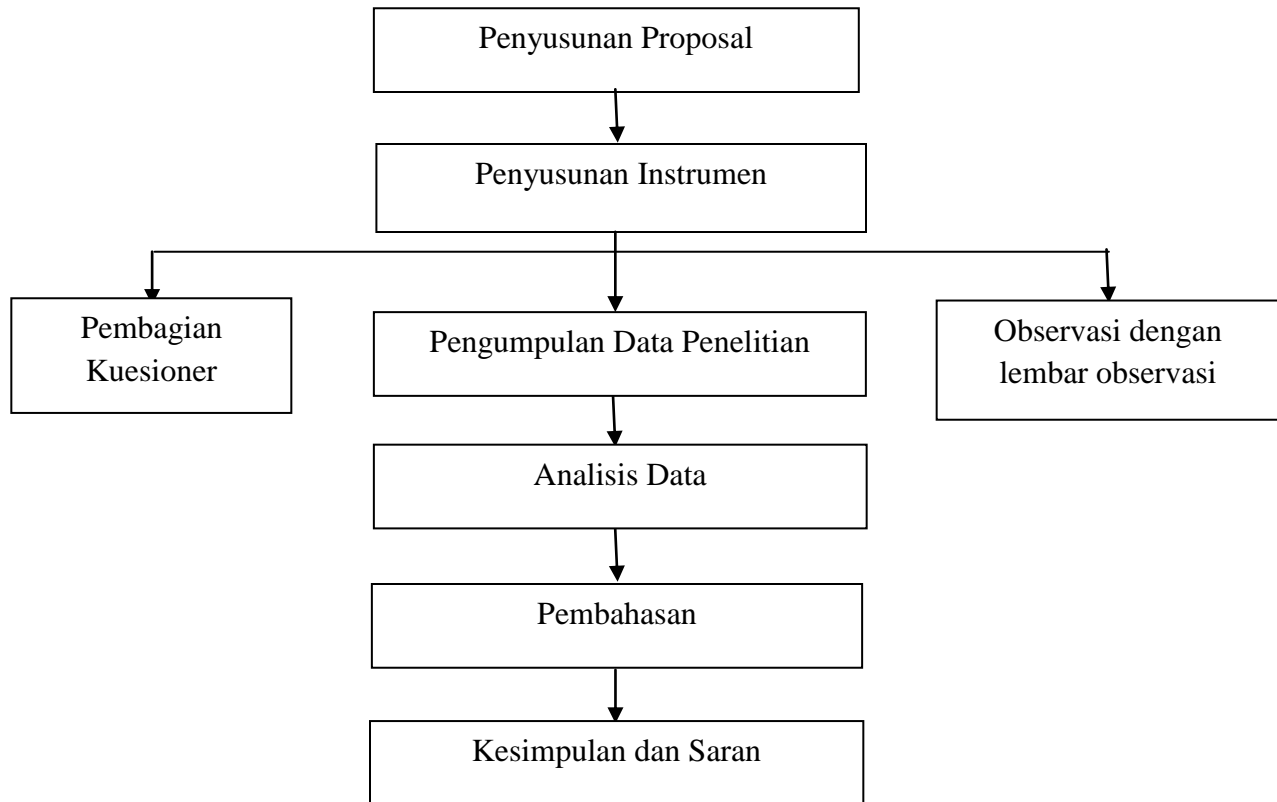 Penyusunan Proposal
Penyusunan Instrumen
Pembagian
Kuesioner
Pengumpulan Data Penelitian
Observasi dengan
lembar observasi
Analisis Data
Pembahasan
Kesimpulan dan Saran